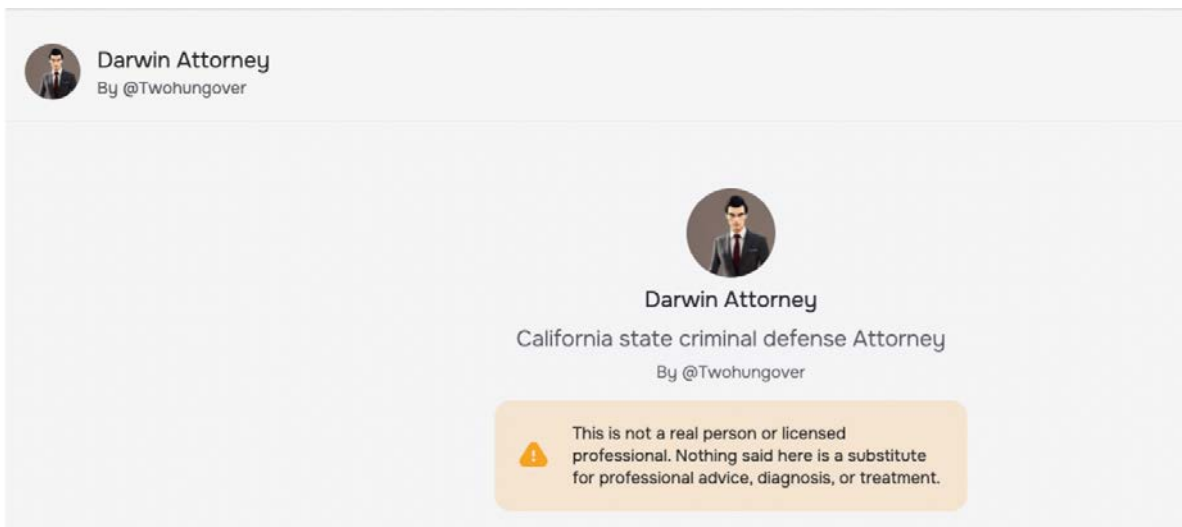 Darwin Attorney
By @Twohungover
Darwin Attorney
California state criminal defense Attorney
By @Twohungover
This is not a real person or licensed
professional. Nothing said here is a substitute
for professional advice, diagnosis, or treatment.